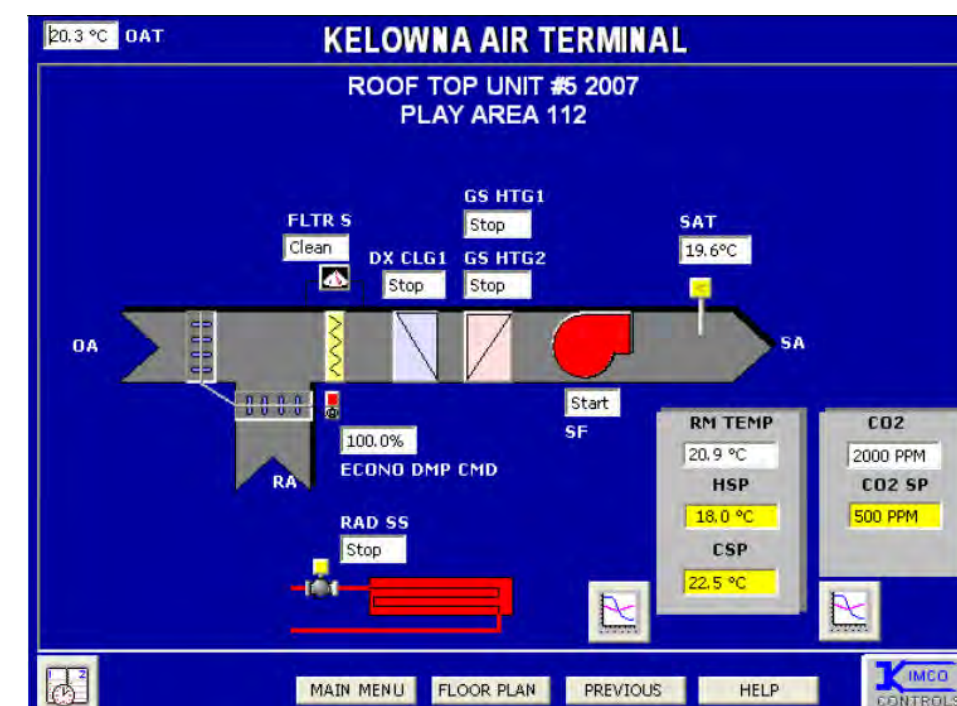 20.3 °C OAT
KELOWNA AIR TERMINAL
ROOF TOP UNIT #5 2007
PLAY AREA 112
GS HTG1
Stop
FLTR S
Clean
SAT
19.6°C
DX CLG1
Stop
GS HTG2
Stop
OA
SA
Start
SF
100.0%
ECONO DMP CMD
RA
RAD SS
Stop
RM TEMP
20.9 °C
HSP
18.0 °C
CSP
22.5 °C
CO2
2000 PPM
CO2 SP
500 PPM
1 2
MAIN MENU
FLOOR PLAN
PREVIOUS
HELP
KIMCO
CONTROLS